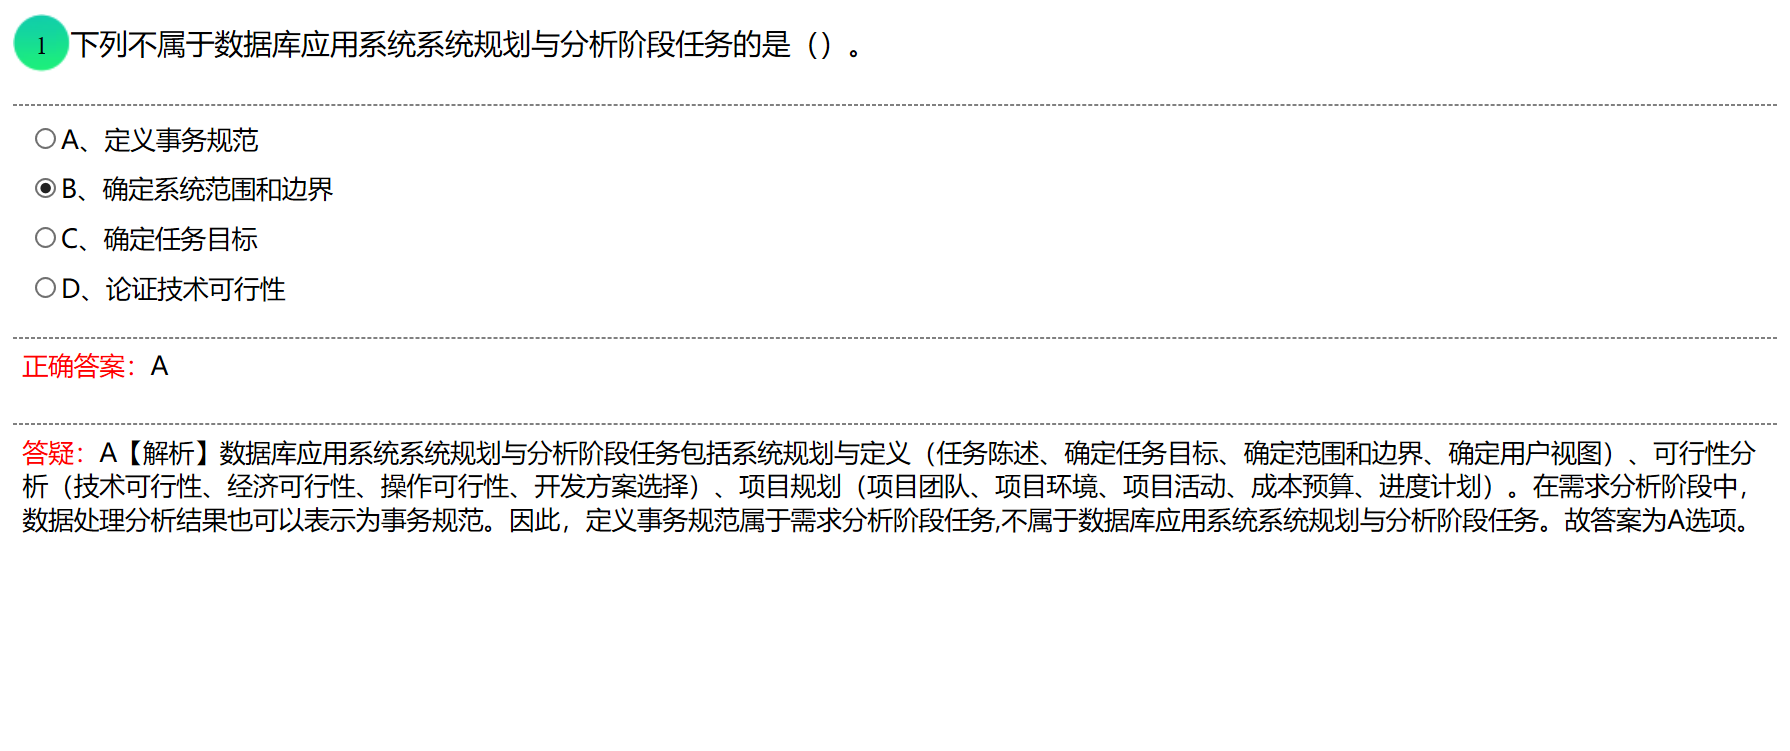 1 下列不属于数据库应用系统系统规划与分析阶段任务的是（）。
A、定义事务规范
B、确定系统范围和边界
C、确定任务目标
D、论证技术可行性
正确答案：A
答疑：A【解析】数据库应用系统系统规划与分析阶段任务包括系统规划与定义（任务陈述、确定任务目标、确定范围和边界、确定用户视图）、可行性分
析（技术可行性、经济可行性、操作可行性、开发方案选择）、项目规划（项目团队、项目环境、项目活动、成本预算、进度计划）。在需求分析阶段中，
数据处理分析结果也可以表示为事务规范。因此，定义事务规范属于需求分析阶段任务,不属于数据库应用系统系统规划与分析阶段任务。故答案为A选项。